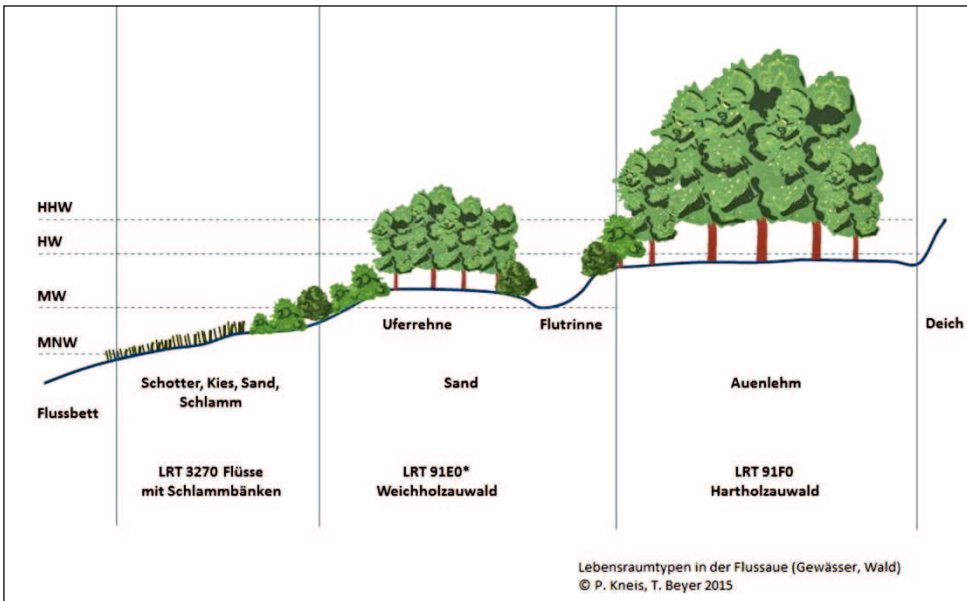 HHW
HW
MW
MNW
Uferrehne
Flutrinne
Deich
Flussbett
Schotter, Kies, Sand,
Schlamm
Sand
Auenlehm
LRT 3270 Flüsse
mit Schlammbänken
LRT 91E0*
Weichholzauwald
LRT 91F0
Hartholzauwald
Lebensraumtypen in der Flussaue (Gewässer, Wald)
© P. Kneis, T. Beyer 2015